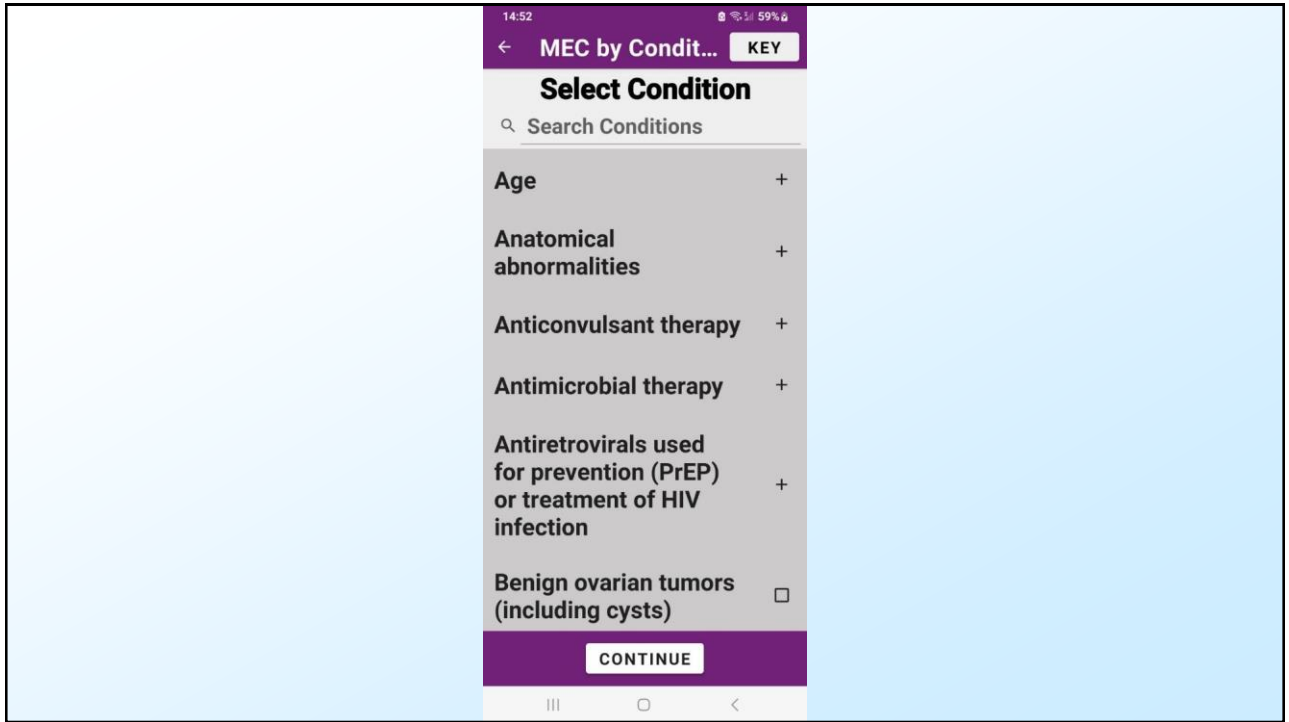 14:52 59%
MEC by Condit... KEY
Select Condition
Search Conditions
Age +
Anatomical
abnormalities +
Anticonvulsant therapy +
Antimicrobial therapy +
Antiretrovirals used
for prevention (PrEP)
or treatment of HIV +
infection
Benign ovarian tumors
(including cysts)
CONTINUE